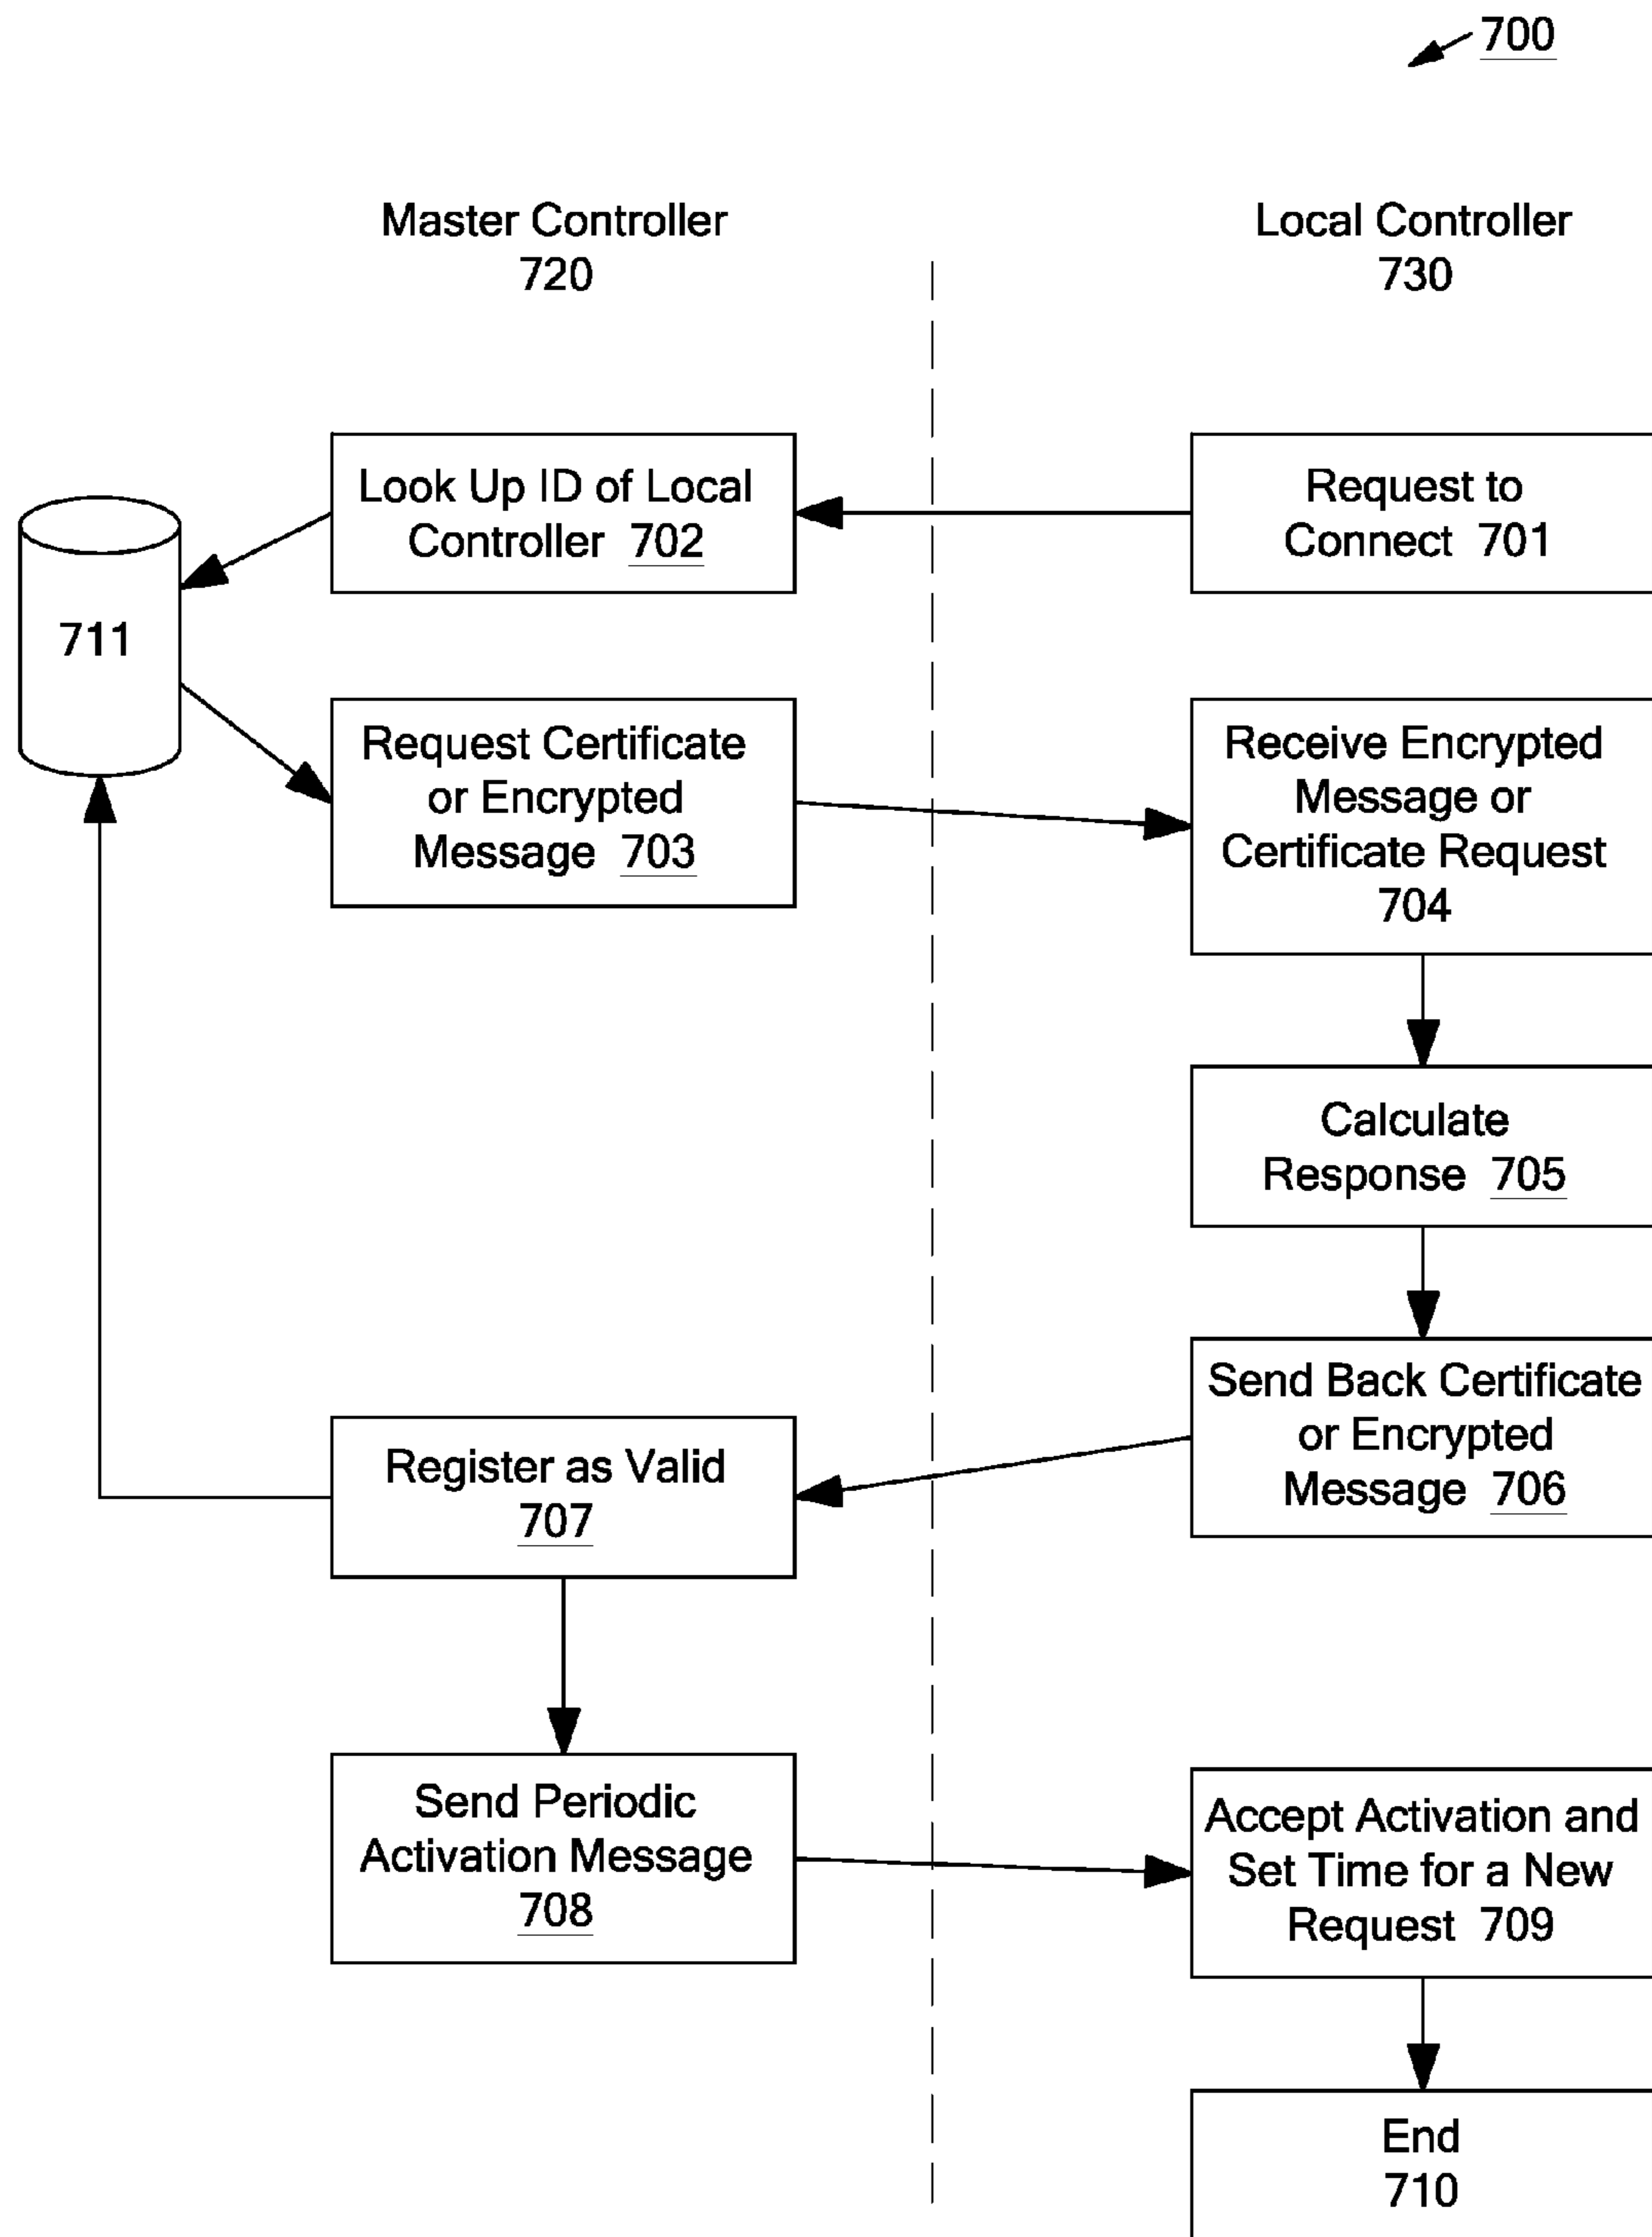 700
Master Controller
720
Local Controller
730
Look Up ID of Local
Controller 702
Request to
Connect 701
711
Request Certificate
or Encrypted
Message 703
Receive Encrypted
Message or
Certificate Request
704
Calculate
Response 705
Send Back Certificate
or Encrypted
Message 706
Register as Valid
707
Send Periodic
Activation Message
708
Accept Activation and
Set Time for a New
Request 709
End
710